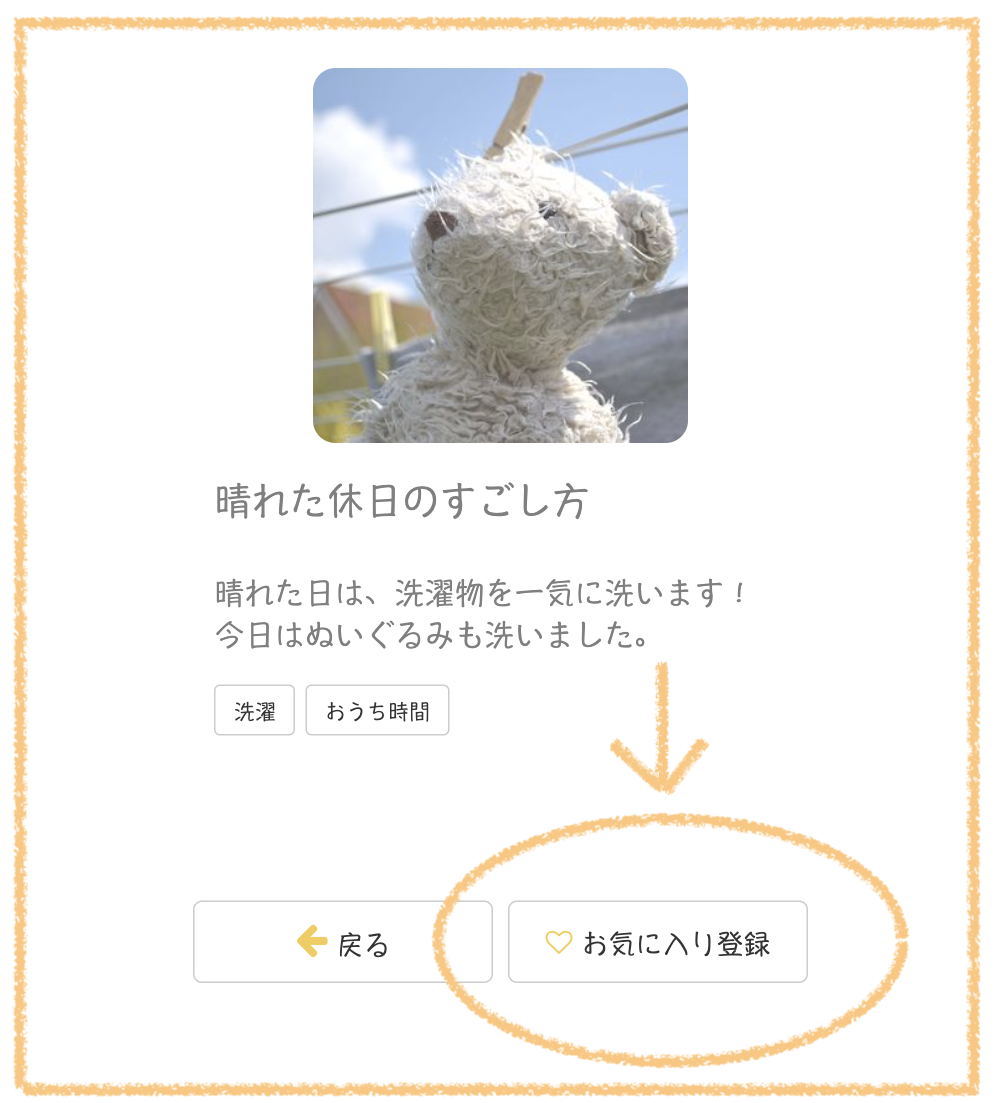 晴れた休日のすごし方
晴れた日は、洗濯物を一気に洗います！
今日はぬいぐるみも洗いました。
洗濯
おうち時間
戻る
お気に入り登録